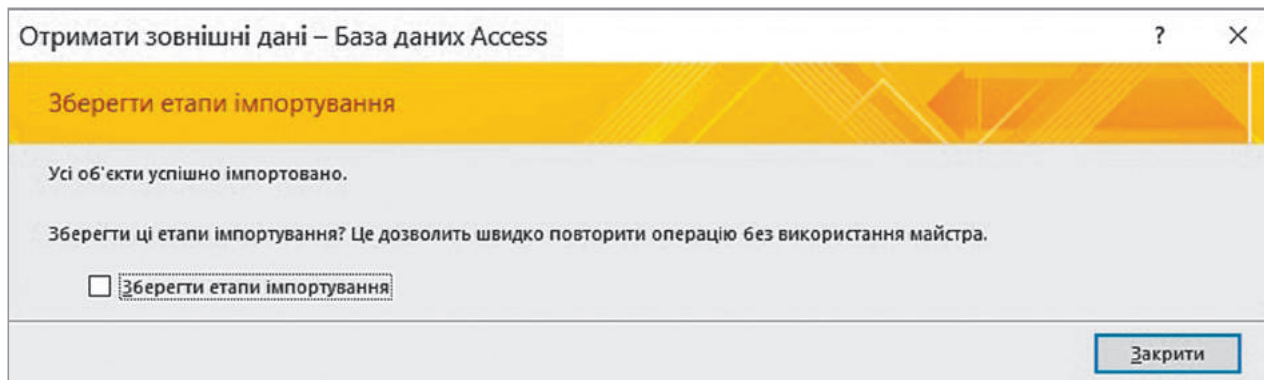 Отримати зовнішні дані – База даних Access ? ×
Зберегти етапи імпортування
Усі об'єкти успішно імпортовано.
Зберегти ці етапи імпортування? Це дозволить швидко повторити операцію без використання майстра.
Зберегти етапи імпортування
Закрити